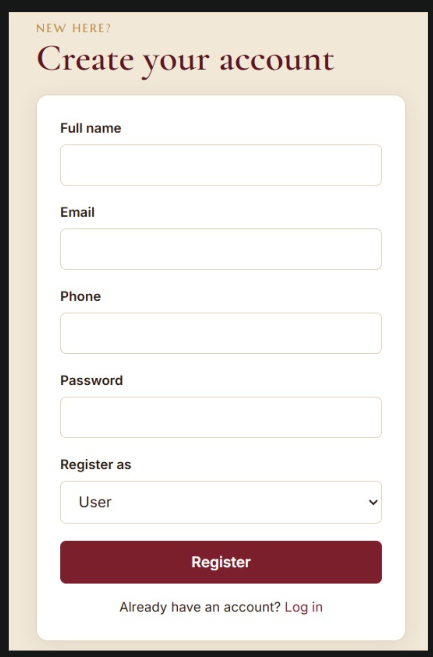 NEW HERE?
Create your account
Full name
Email
Phone
Password
Register as
User
Register
Already have an account? Log in